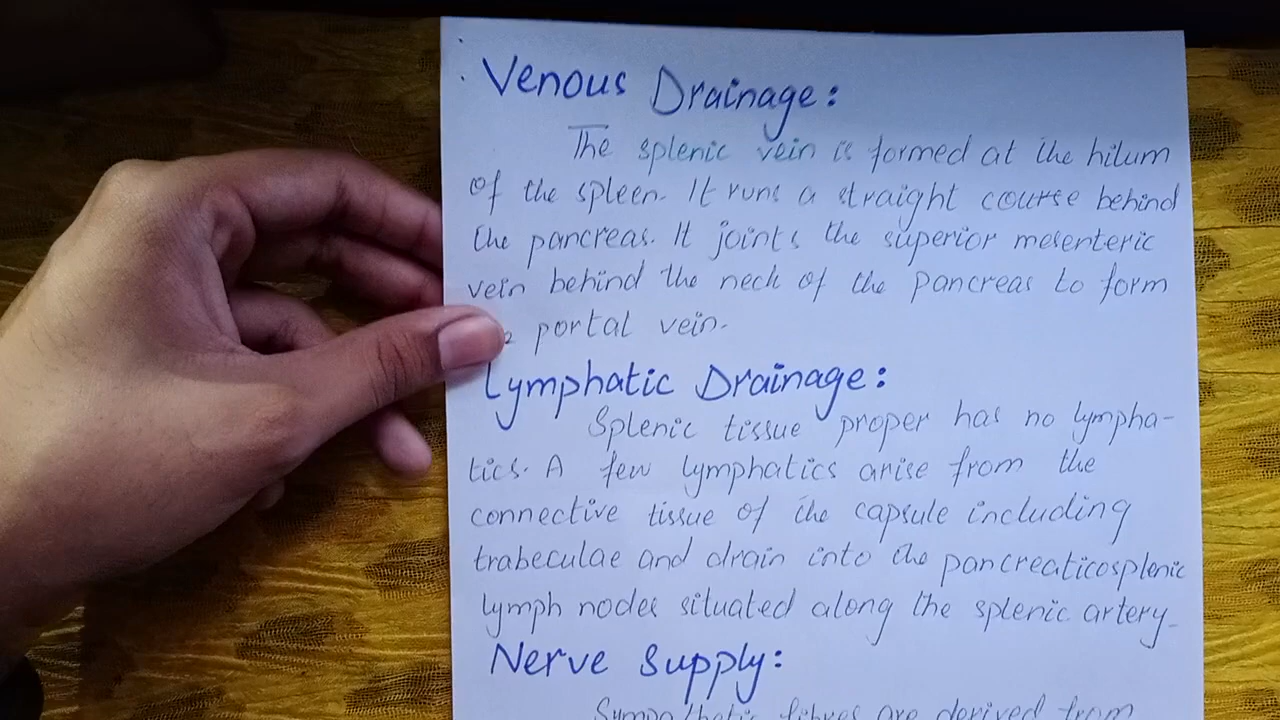 Venous Drainage:
The splenic vein is formed at the hilum
of the spleen. It runs a straight course behind
the pancreas. It joints the superior mesenteric
vein behind the neck of the pancreas to form
portal vein.
Lymphatic Drainage:
Splenic tissue proper has no lympha-
tics. A few lymphatics arise from the
connective tissue of the capsule including
trabeculae and drain into the pancreaticosplenic
lymph nodes situated along the splenic artery.
Nerve Supply:
Sympathetic fibres are derived from